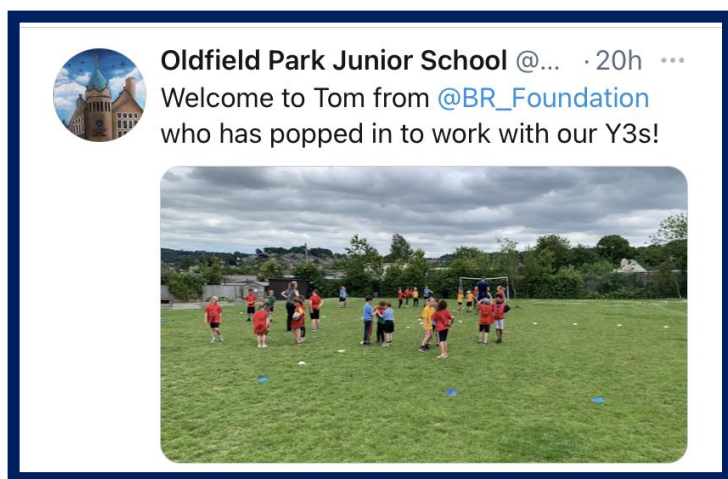 Oldfield Park Junior School @... · 20h ...
Welcome to Tom from @BR_Foundation
who has popped in to work with our Y3s!